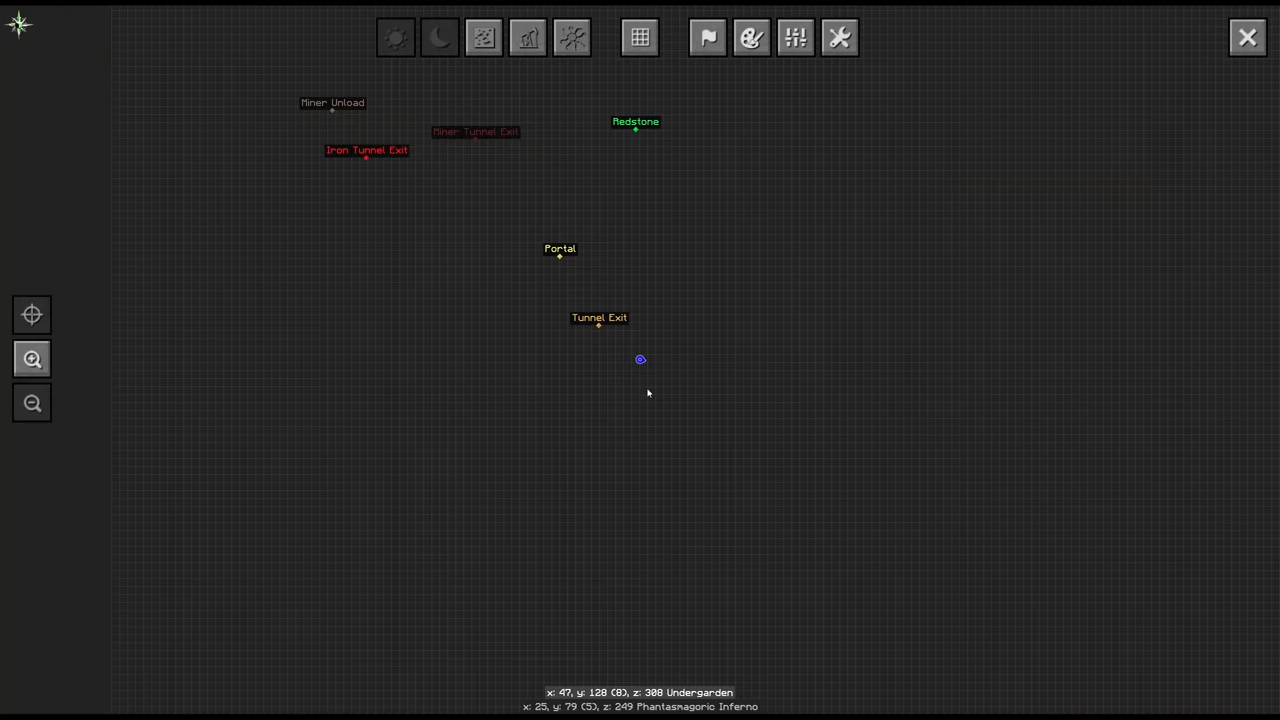 Miner Unload
Redstone
Miner Tunnel Exit
Iron Tunnel Exit
Portal
Tunnel Exit
x: 47, y: 128 (8), z: 308 Undergarden
x: 25, y: 79 (5), z: 249 Phantasmagoric Inferno